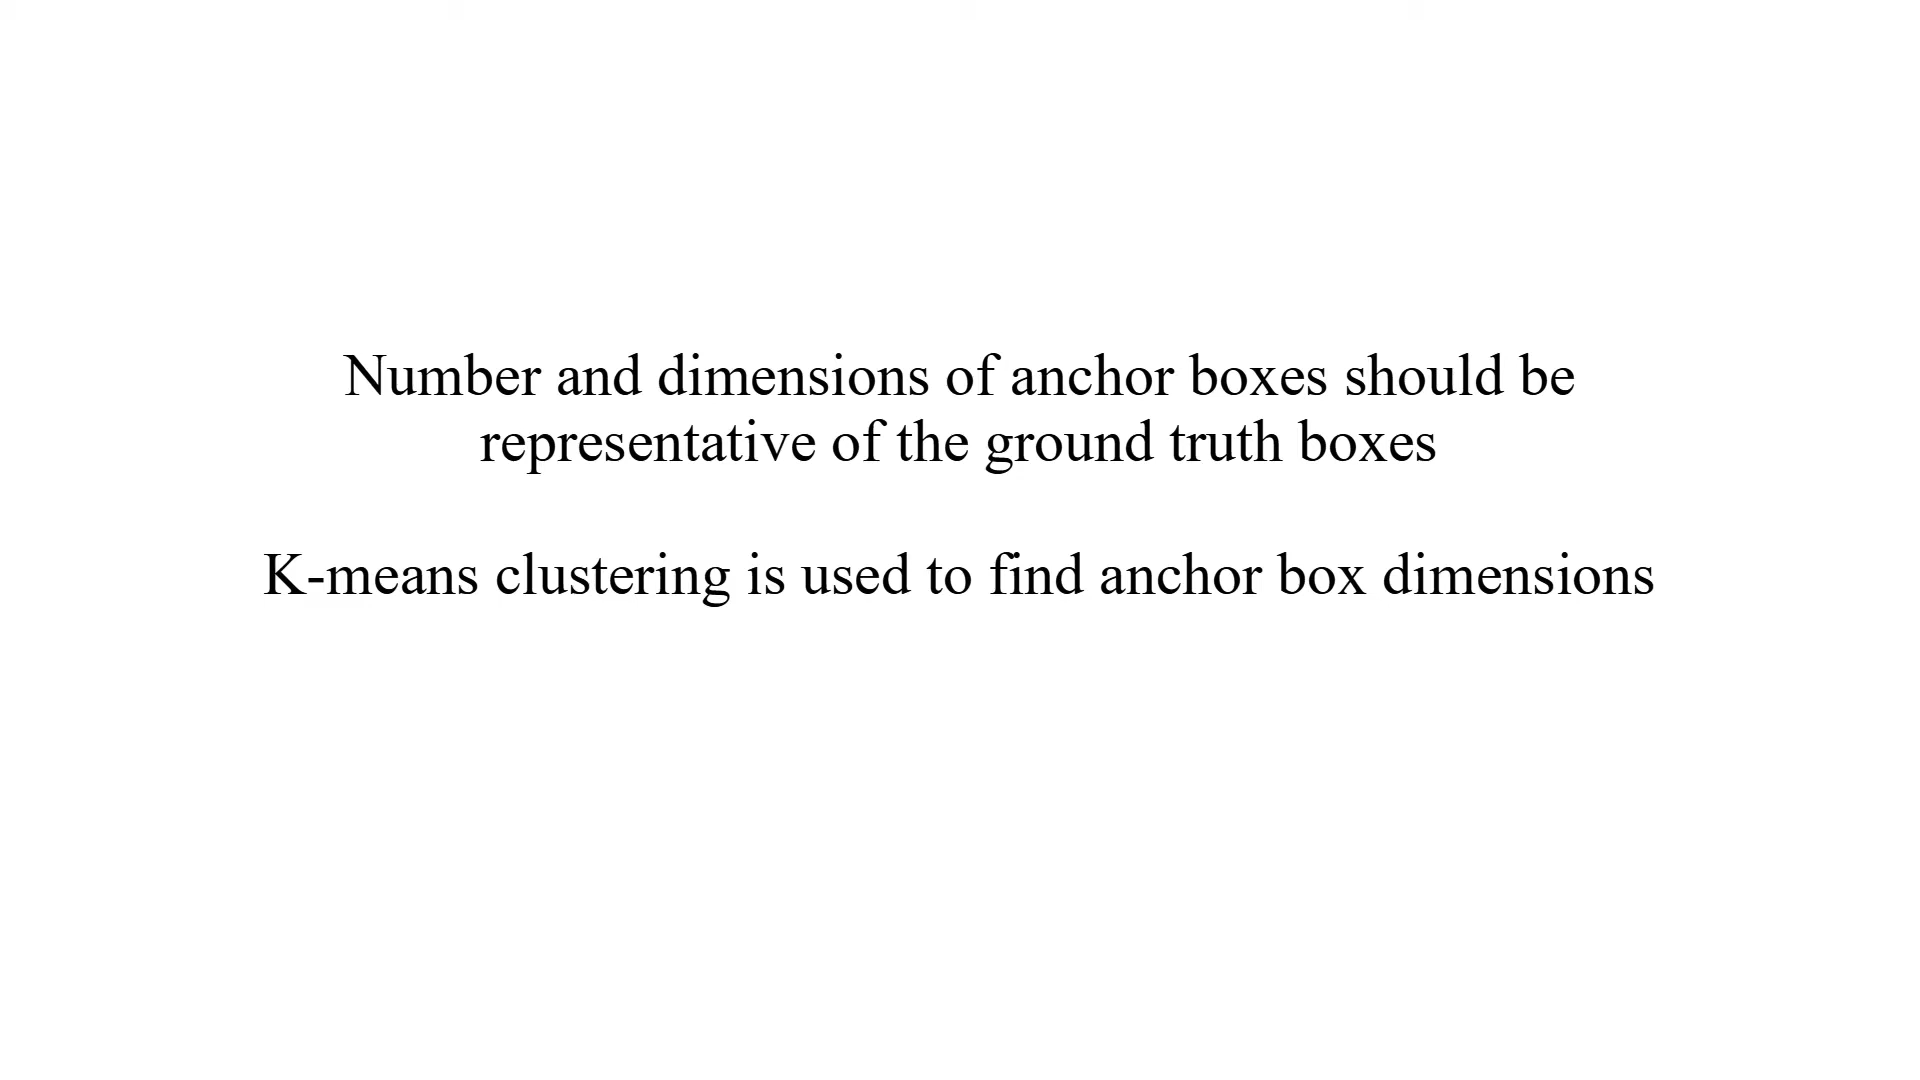 Number and dimensions of anchor boxes should be
representative of the ground truth boxes
K-means clustering is used to find anchor box dimensions